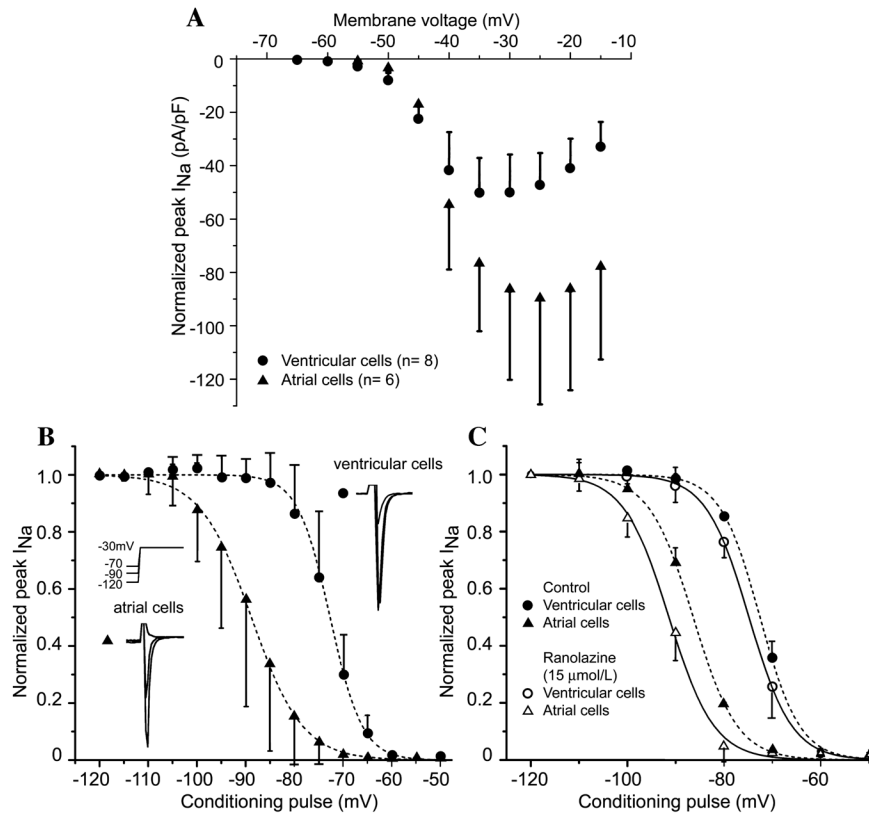 A
Membrane voltage (mV)
-70 -60 -50 -40 -30 -20 -10
Normalized peak INa (pA/pF)
0
-20
-40
-60
-80
-100
-120
Ventricular cells (n= 8)
Atrial cells (n= 6)
B
Normalized peak INa
1.0
0.8
0.6
0.4
0.2
0
ventricular cells
-30mV
-70
-90
-120
atrial cells
-120 -110 -100 -90 -80 -70 -60 -50
Conditioning pulse (mV)
C
Normalized peak INa
1.0
0.8
0.6
0.4
0.2
0
Control
Ventricular cells
Atrial cells
Ranolazine
(15 μmol/L)
Ventricular cells
Atrial cells
-120 -100 -80 -60
Conditioning pulse (mV)